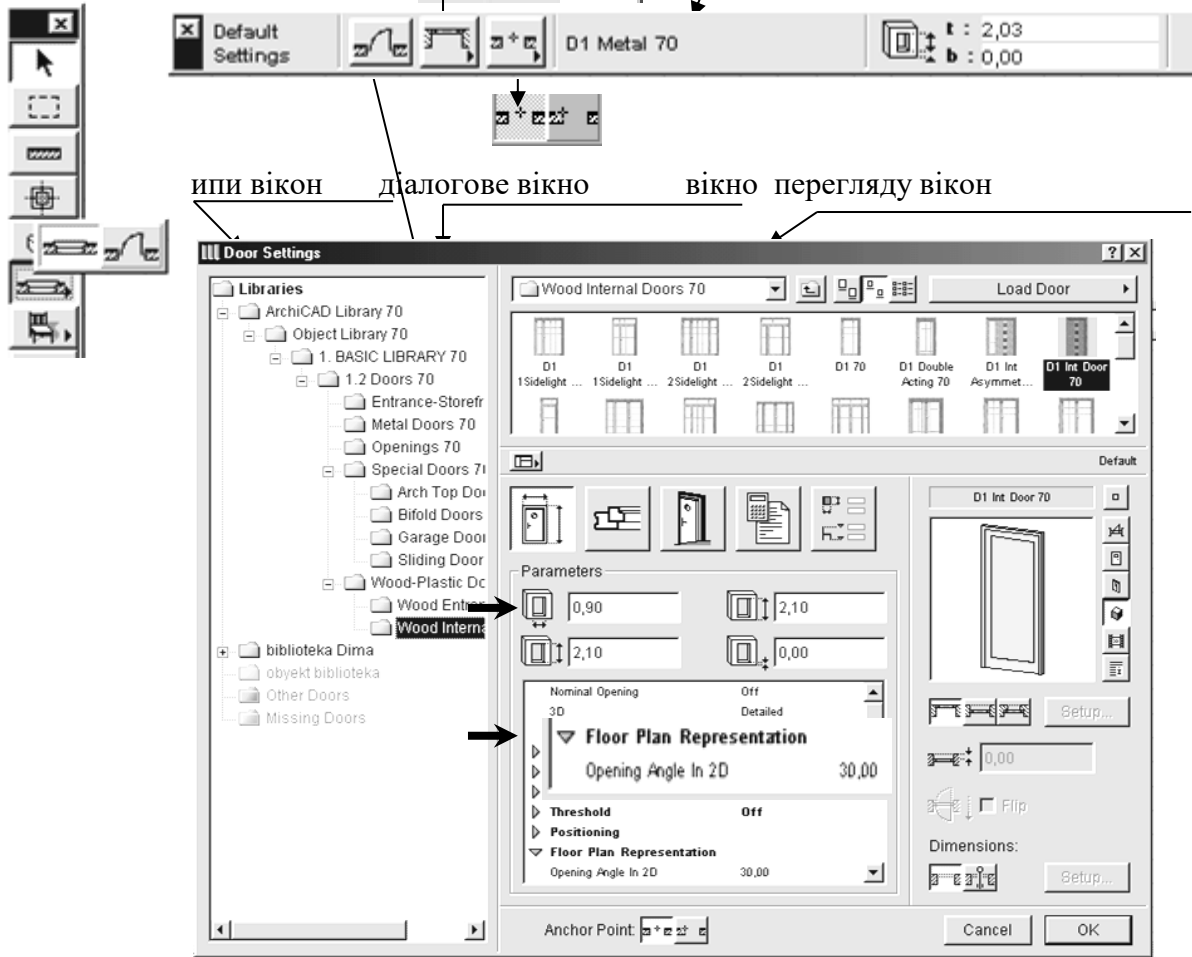 Default Settings
D1 Metal 70
t : 2,03
b : 0,00
ипи вікон діалогове вікно вікно перегляду вікон
Door Settings
Libraries
ArchiCAD Library 70
Object Library 70
1. BASIC LIBRARY 70
1.2 Doors 70
Entrance-Storefr
Metal Doors 70
Openings 70
Special Doors 7
Arch Top Doo
Bifold Doors
Garage Door
Sliding Door
Wood-Plastic Dc
Wood Entran
Wood Interna
biblioteka Dima
obyekt biblioteka
Other Doors
Missing Doors
Wood Internal Doors 70
Load Door
D1 1Sidelight ...
D1 1Sidelight ...
D1 2Sidelight ...
D1 2Sidelight ...
D1 70
D1 Double Acting 70
D1 Int Asymmet...
D1 Int Door 70
Default
Parameters
0,90
2,10
2,10
0,00
Nominal Opening Off
3D Detailed
Floor Plan Representation
Opening Angle In 2D 30,00
Threshold Off
Positioning
Floor Plan Representation
Opening Angle In 2D 30,00
D1 Int Door 70
Setup...
0,00
Flip
Dimensions:
Setup...
Anchor Point:
Cancel
OK